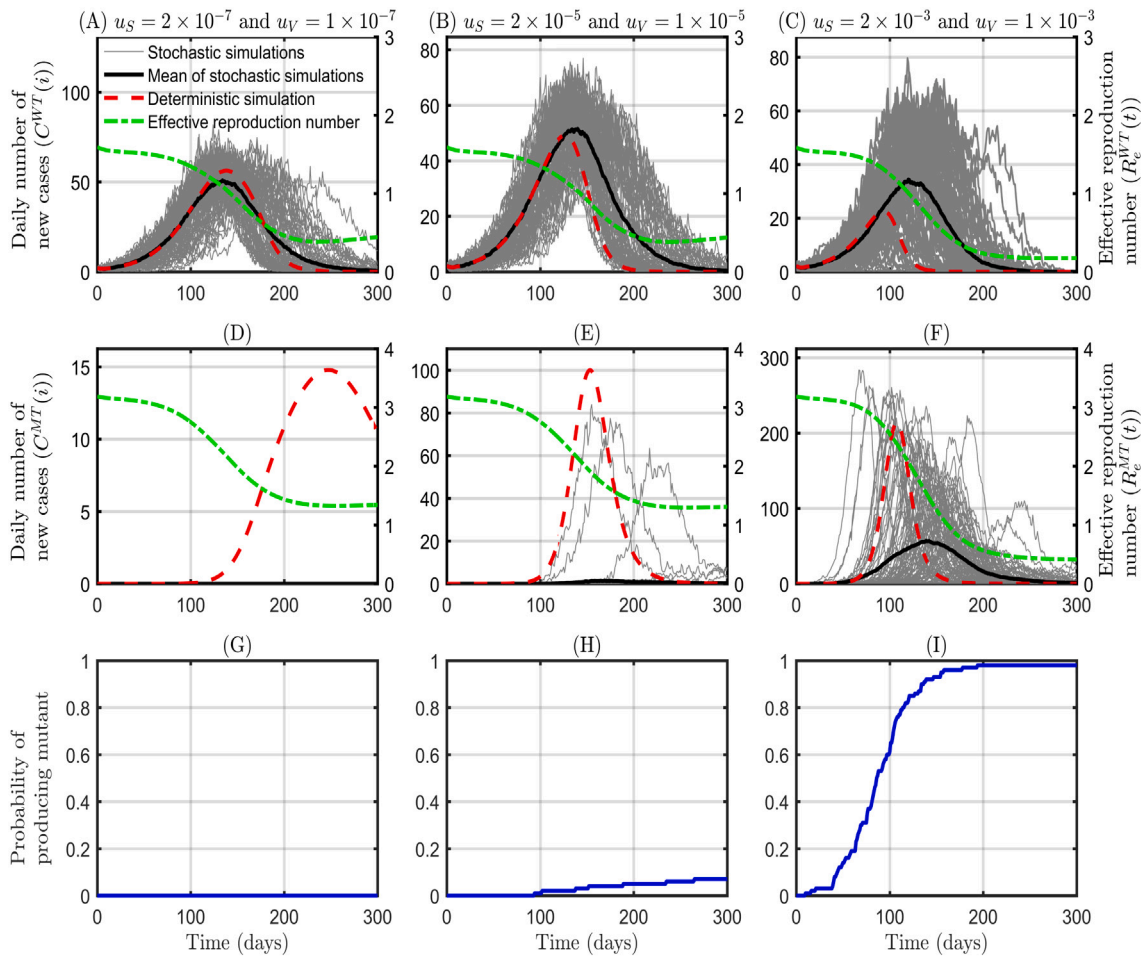 (A) u_S = 2 × 10^−7 and u_V = 1 × 10^−7
(B) u_S = 2 × 10^−5 and u_V = 1 × 10^−5
(C) u_S = 2 × 10^−3 and u_V = 1 × 10^−3
Daily number of
new cases (C^WT(i))
100
50
0
Stochastic simulations
Mean of stochastic simulations
Deterministic simulation
Effective reproduction number
3
2
1
0
0 100 200 300
80
60
40
20
0
3
2
1
0
0 100 200 300
100
80
60
40
20
0
3
2
1
0
0 100 200 300
Effective reproduction
number (R_e^WT(t))
(D)
(E)
(F)
Daily number of
new cases (C^MT(i))
15
10
5
0
4
3
2
1
0
0 100 200 300
100
80
60
40
20
0
4
3
2
1
0
0 100 200 300
300
200
100
0
4
3
2
1
0
0 100 200 300
Effective reproduction
number (R_e^MT(t))
(G)
(H)
(I)
Probability of
producing mutant
1
0.8
0.6
0.4
0.2
0
0 100 200 300
Time (days)
1
0.8
0.6
0.4
0.2
0
0 100 200 300
Time (days)
1
0.8
0.6
0.4
0.2
0
0 100 200 300
Time (days)